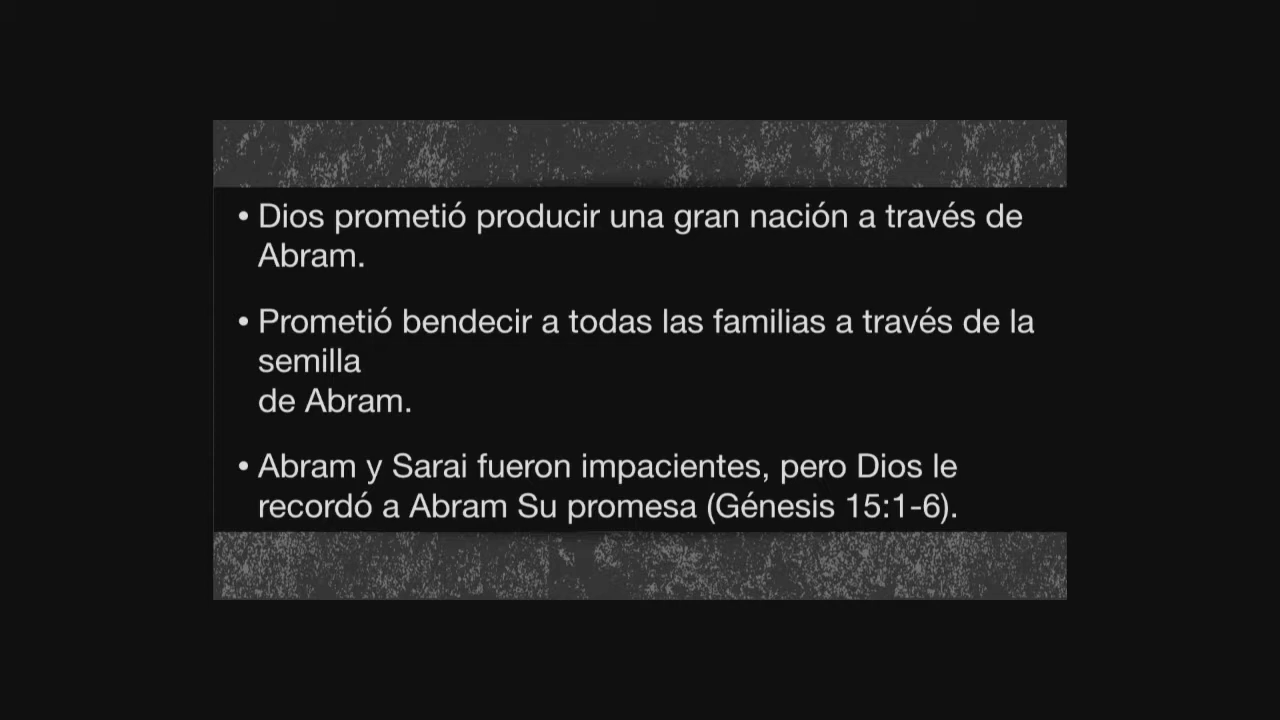 • Dios prometió producir una gran nación a través de
Abram.
• Prometió bendecir a todas las familias a través de la
semilla
de Abram.
• Abram y Sarai fueron impacientes, pero Dios le
recordó a Abram Su promesa (Génesis 15:1-6).